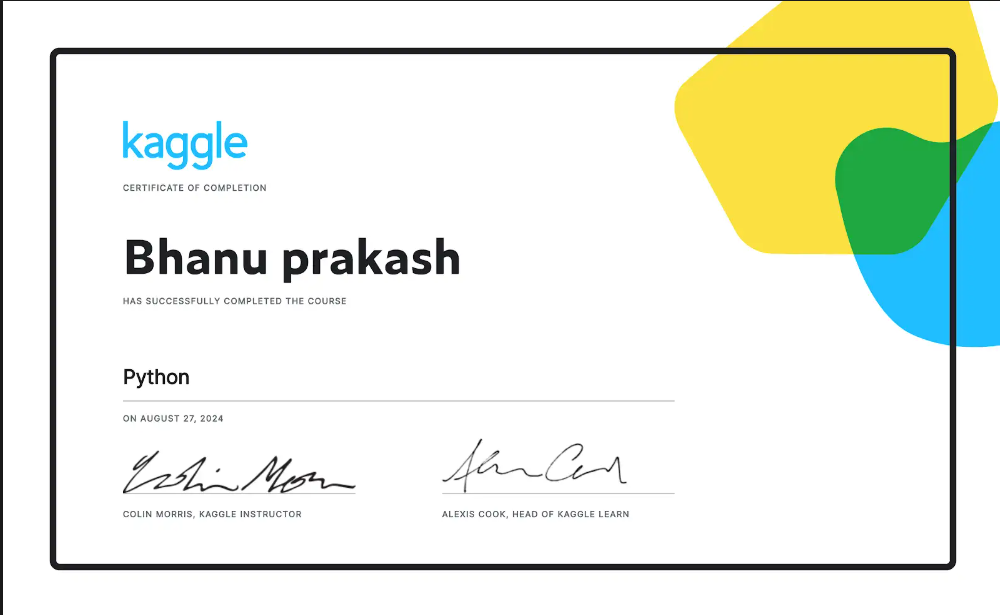 kaggle
CERTIFICATE OF COMPLETION
Bhanu prakash
HAS SUCCESSFULLY COMPLETED THE COURSE
Python
ON AUGUST 27, 2024
COLIN MORRIS, KAGGLE INSTRUCTOR
ALEXIS COOK, HEAD OF KAGGLE LEARN